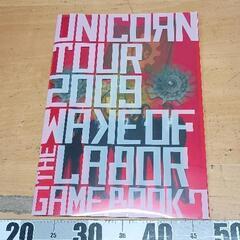 UNICORN
TOUR
2009
WAKE OF
THE LABOR
GAME BOOK
20 30 40 50